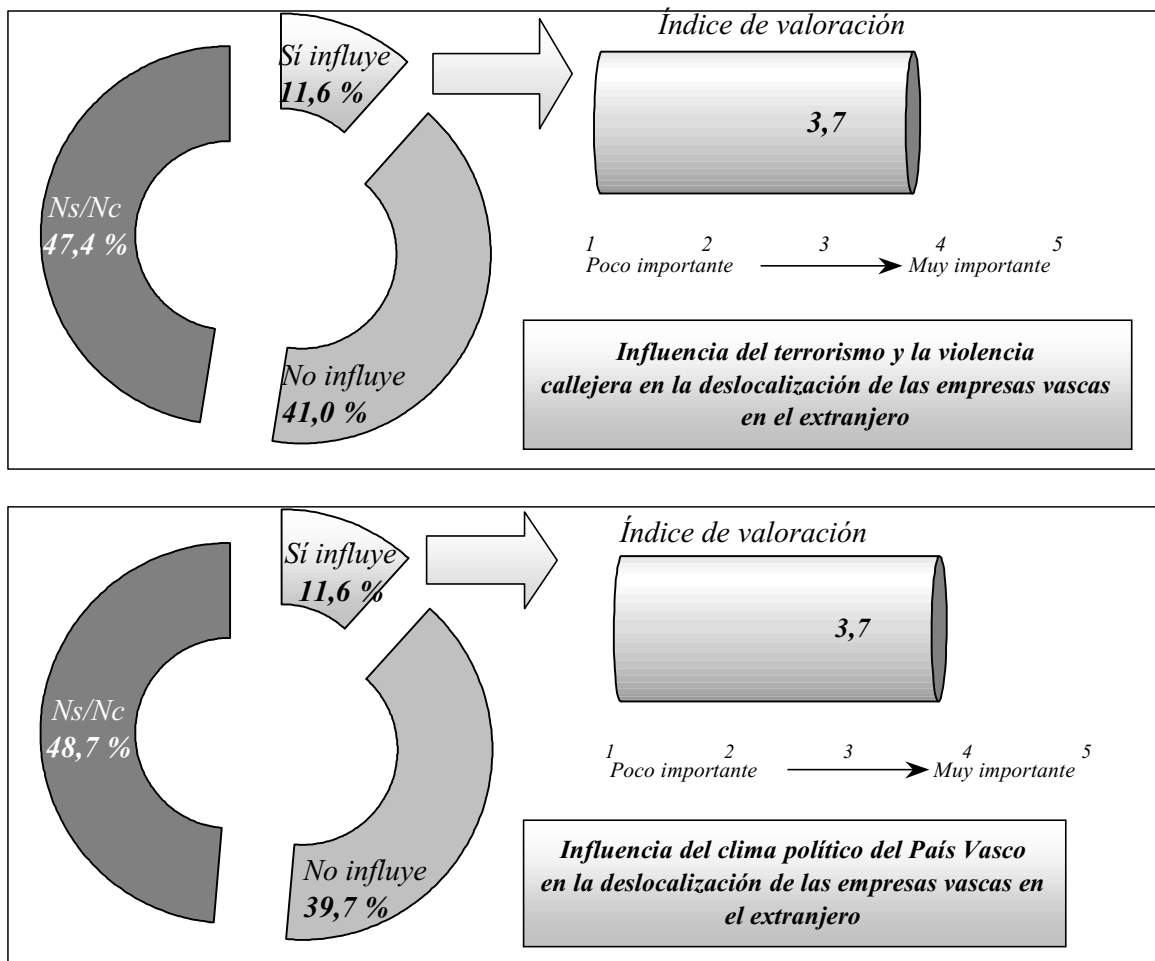 Índice de valoración
Sí influye
11,6 %
3,7
Ns/Nc
47,4 %
1 2 3 4 5
Poco importante Muy importante
No influye
41,0 %
Influencia del terrorismo y la violencia
callejera en la deslocalización de las empresas vascas
en el extranjero
Índice de valoración
Sí influye
11,6 %
3,7
Ns/Nc
48,7 %
1 2 3 4 5
Poco importante Muy importante
No influye
39,7 %
Influencia del clima político del País Vasco
en la deslocalización de las empresas vascas en
el extranjero